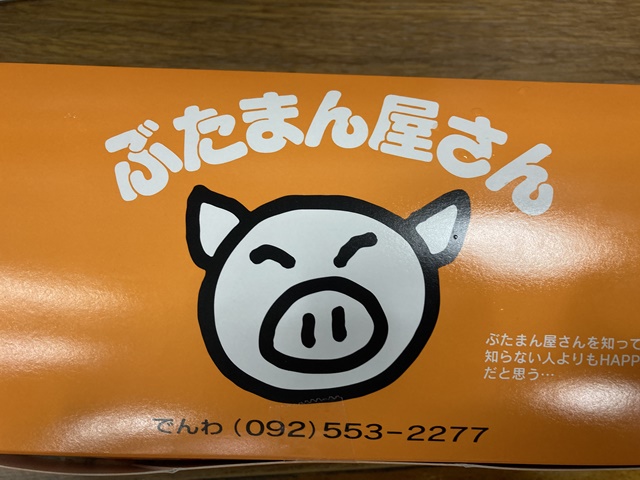 ぶたまん屋さん
ぶたまん屋さんを知って
知らない人よりもHAPP
だと思う…
でんわ(092)553-2277